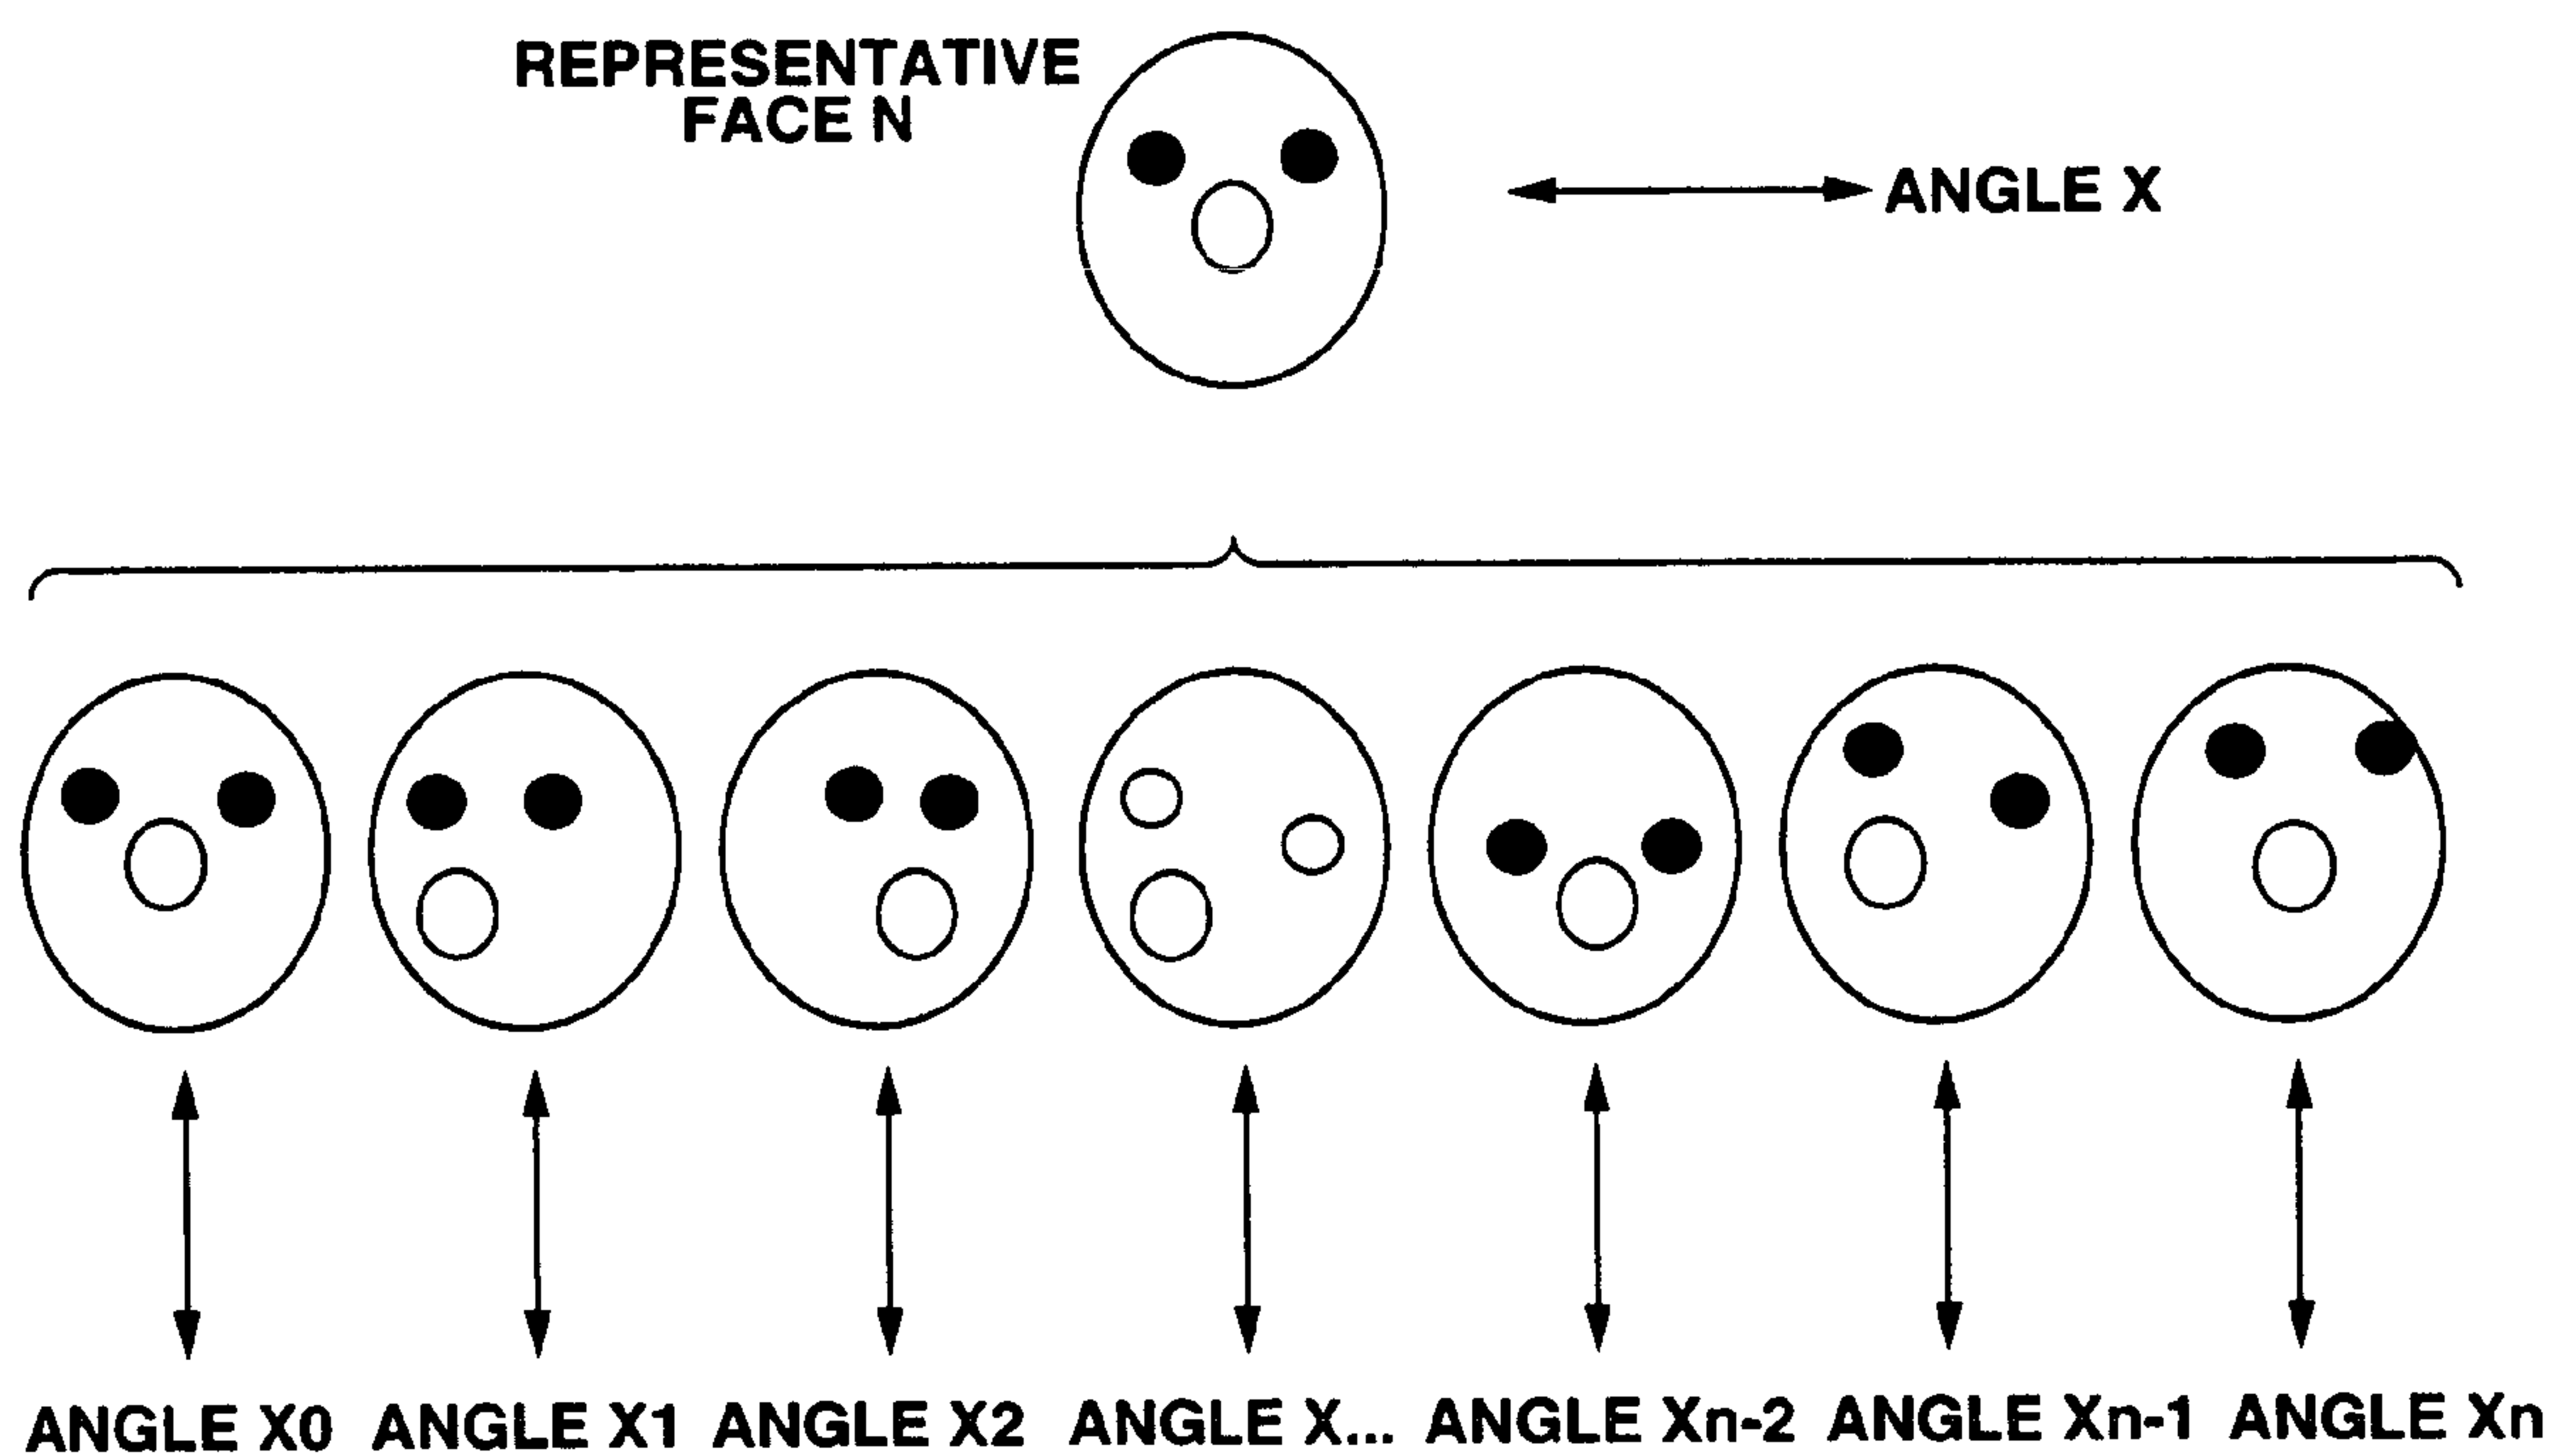 REPRESENTATIVE
FACE N
ANGLE X
ANGLE X0 ANGLE X1 ANGLE X2 ANGLE X... ANGLE Xn-2 ANGLE Xn-1 ANGLE Xn